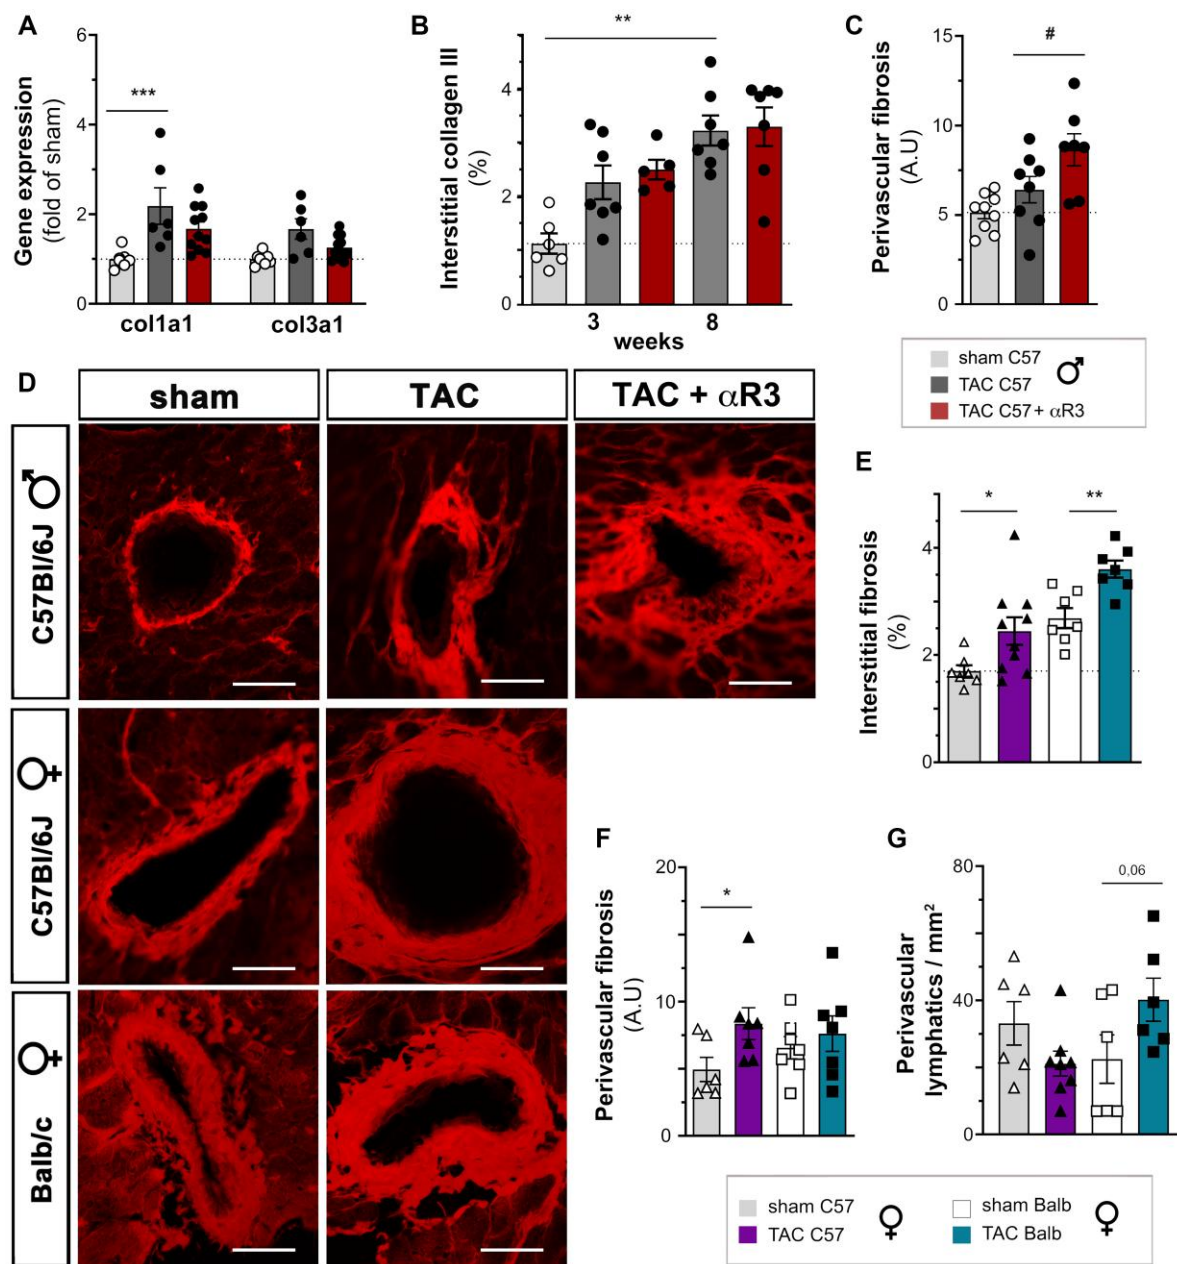 A
Gene expression
(fold of sham)
6
4
2
0
***
col1a1
col3a1
B
Interstitial collagen III
(%)
4
2
0
**
3
8
weeks
C
Perivascular fibrosis
(A.U)
15
10
5
0
#
sham C57
TAC C57
TAC C57 + αR3
♂
D
sham
TAC
TAC + αR3
C57Bl/6J ♂
C57Bl/6J ♀
Balb/c ♀
E
Interstitial fibrosis
(%)
4
2
0
*
**
F
Perivascular fibrosis
(A.U)
20
10
0
*
G
Perivascular
lymphatics / mm²
80
40
0
0,06
sham C57
TAC C57
♀
sham Balb
TAC Balb
♀